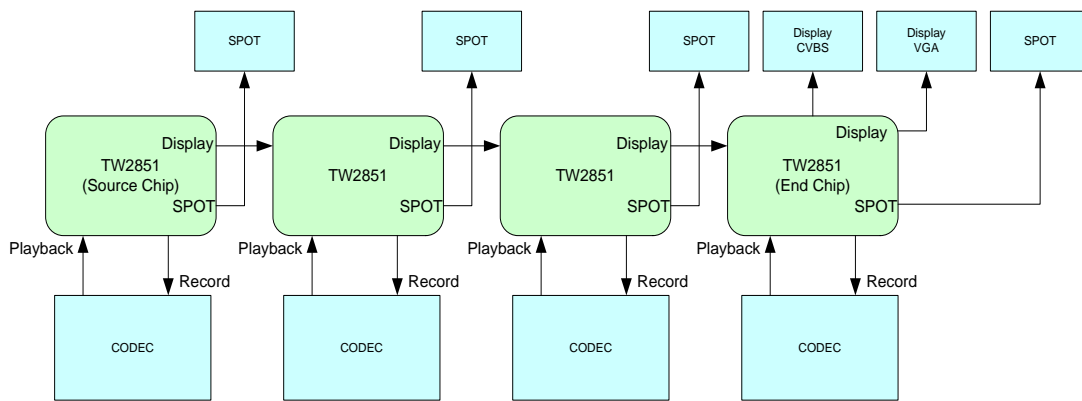 SPOT
SPOT
SPOT
Display
CVBS
Display
VGA
SPOT
Display
TW2851
(Source Chip)
SPOT
Display
TW2851
SPOT
Display
TW2851
SPOT
Display
TW2851
(End Chip)
SPOT
Playback
Record
Playback
Record
Playback
Record
Playback
Record
CODEC
CODEC
CODEC
CODEC